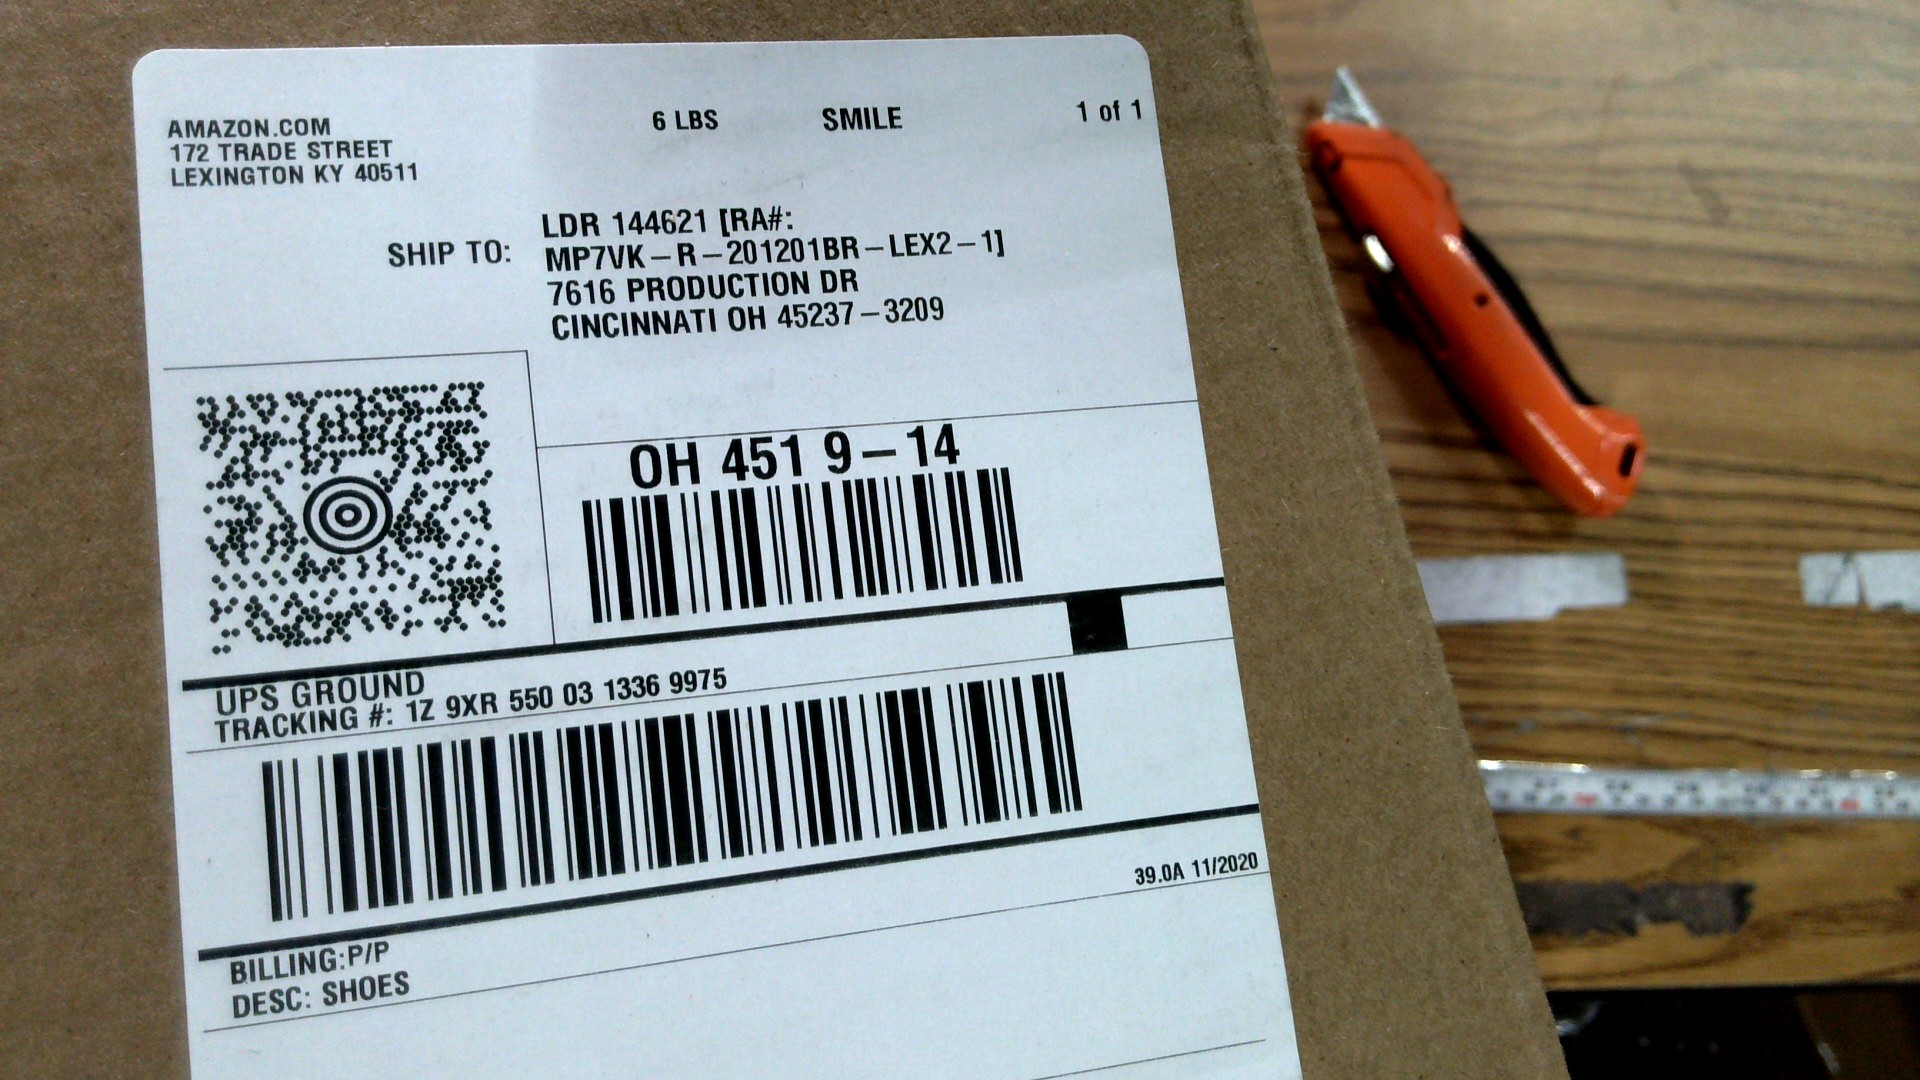 AMAZON.COM
172 TRADE STREET
LEXINGTON KY 40511
6 LBS SMILE 1 of 1
SHIP TO:
LDR 144621 [RA#:
MP7VK-R-201201BR-LEX2-1]
7616 PRODUCTION DR
CINCINNATI OH 45237-3209
OH 451 9-14
UPS GROUND
TRACKING #: 1Z 9XR 550 03 1336 9975
39.0A 11/2020
BILLING:P/P
DESC: SHOES